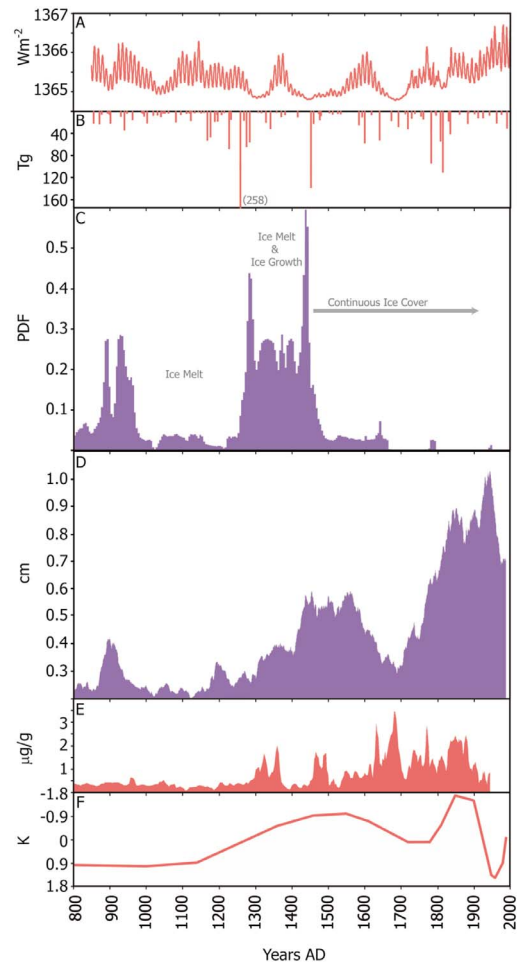 A
1367
1366
1365
Wm-2
B
40
80
120
160
Tg
(258)
C
0.5
0.4
0.3
0.2
0.1
PDF
Ice Melt
&
Ice Growth
Continuous Ice Cover
Ice Melt
D
1.0
0.9
0.8
0.7
0.6
0.5
0.4
0.3
cm
E
3
2
1
µg/g
F
-1.8
-0.9
0
0.9
1.8
K
800
900
1000
1100
1200
1300
1400
1500
1600
1700
1800
1900
2000
Years AD